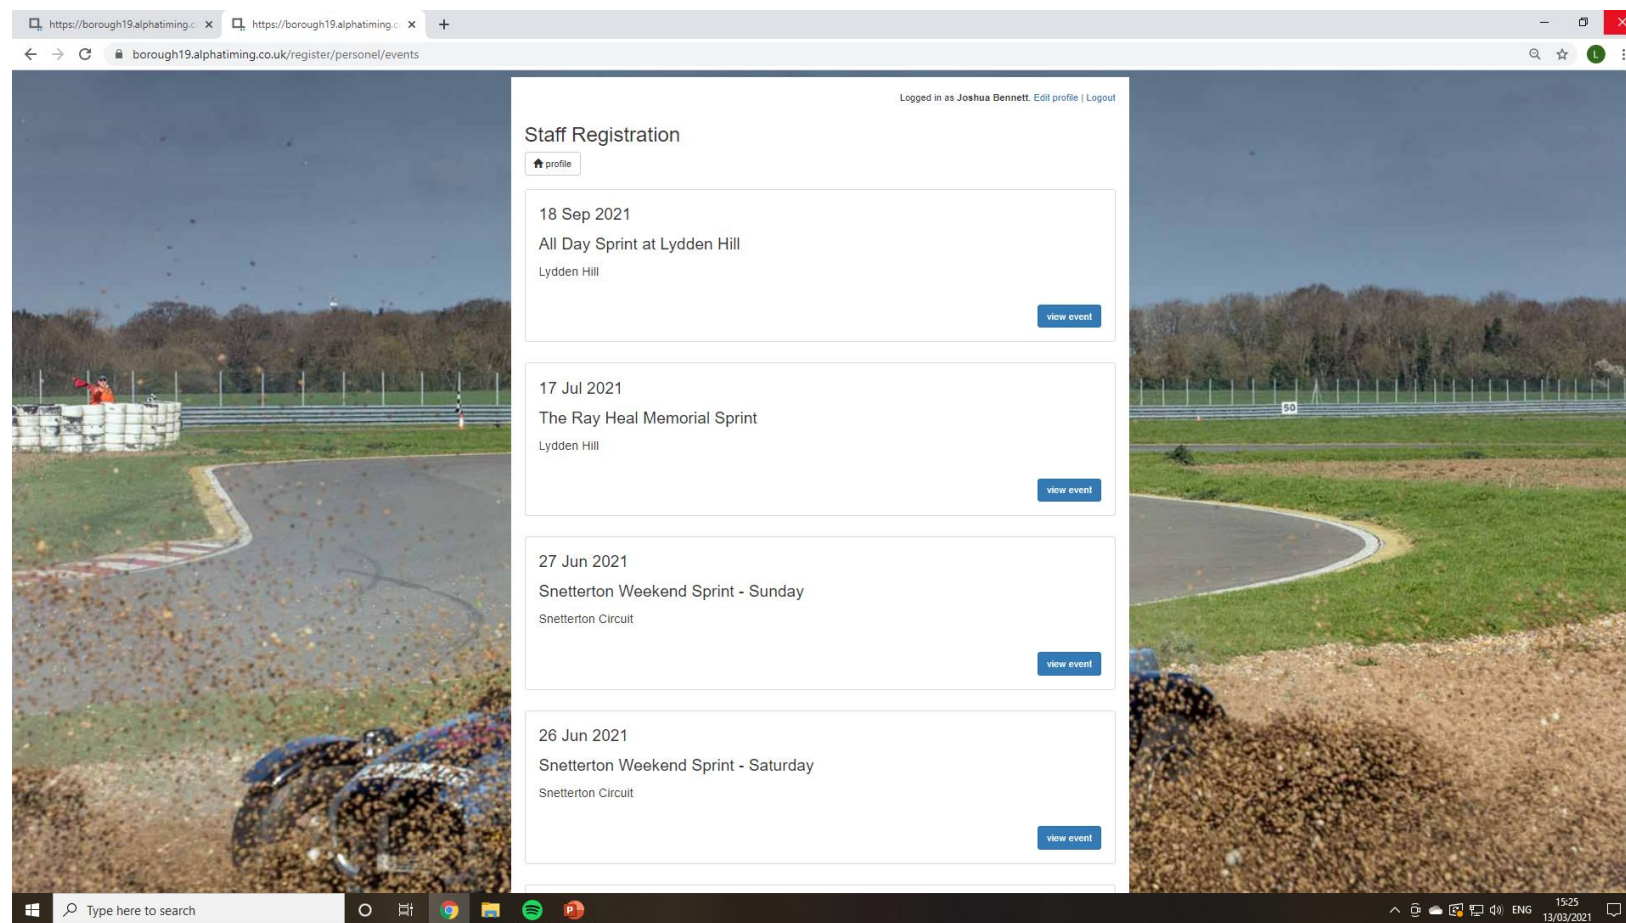 https://borough19.alphatiming.c
https://borough19.alphatiming.c
borough19.alphatiming.co.uk/register/personel/events
L
Logged in as Joshua Bennett. Edit profile | Logout
Staff Registration
profile
18 Sep 2021
All Day Sprint at Lydden Hill
Lydden Hill
view event
17 Jul 2021
The Ray Heal Memorial Sprint
Lydden Hill
view event
50
27 Jun 2021
Snetterton Weekend Sprint - Sunday
Snetterton Circuit
view event
26 Jun 2021
Snetterton Weekend Sprint - Saturday
Snetterton Circuit
view event
Type here to search
ENG
15:25
13/03/2021